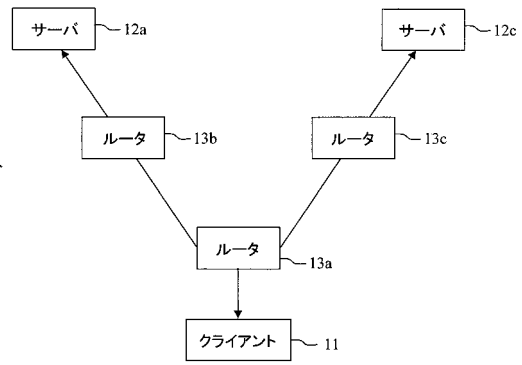 サーバ 12a
サーバ 12c
ルータ 13b
ルータ 13c
ルータ 13a
クライアント 11